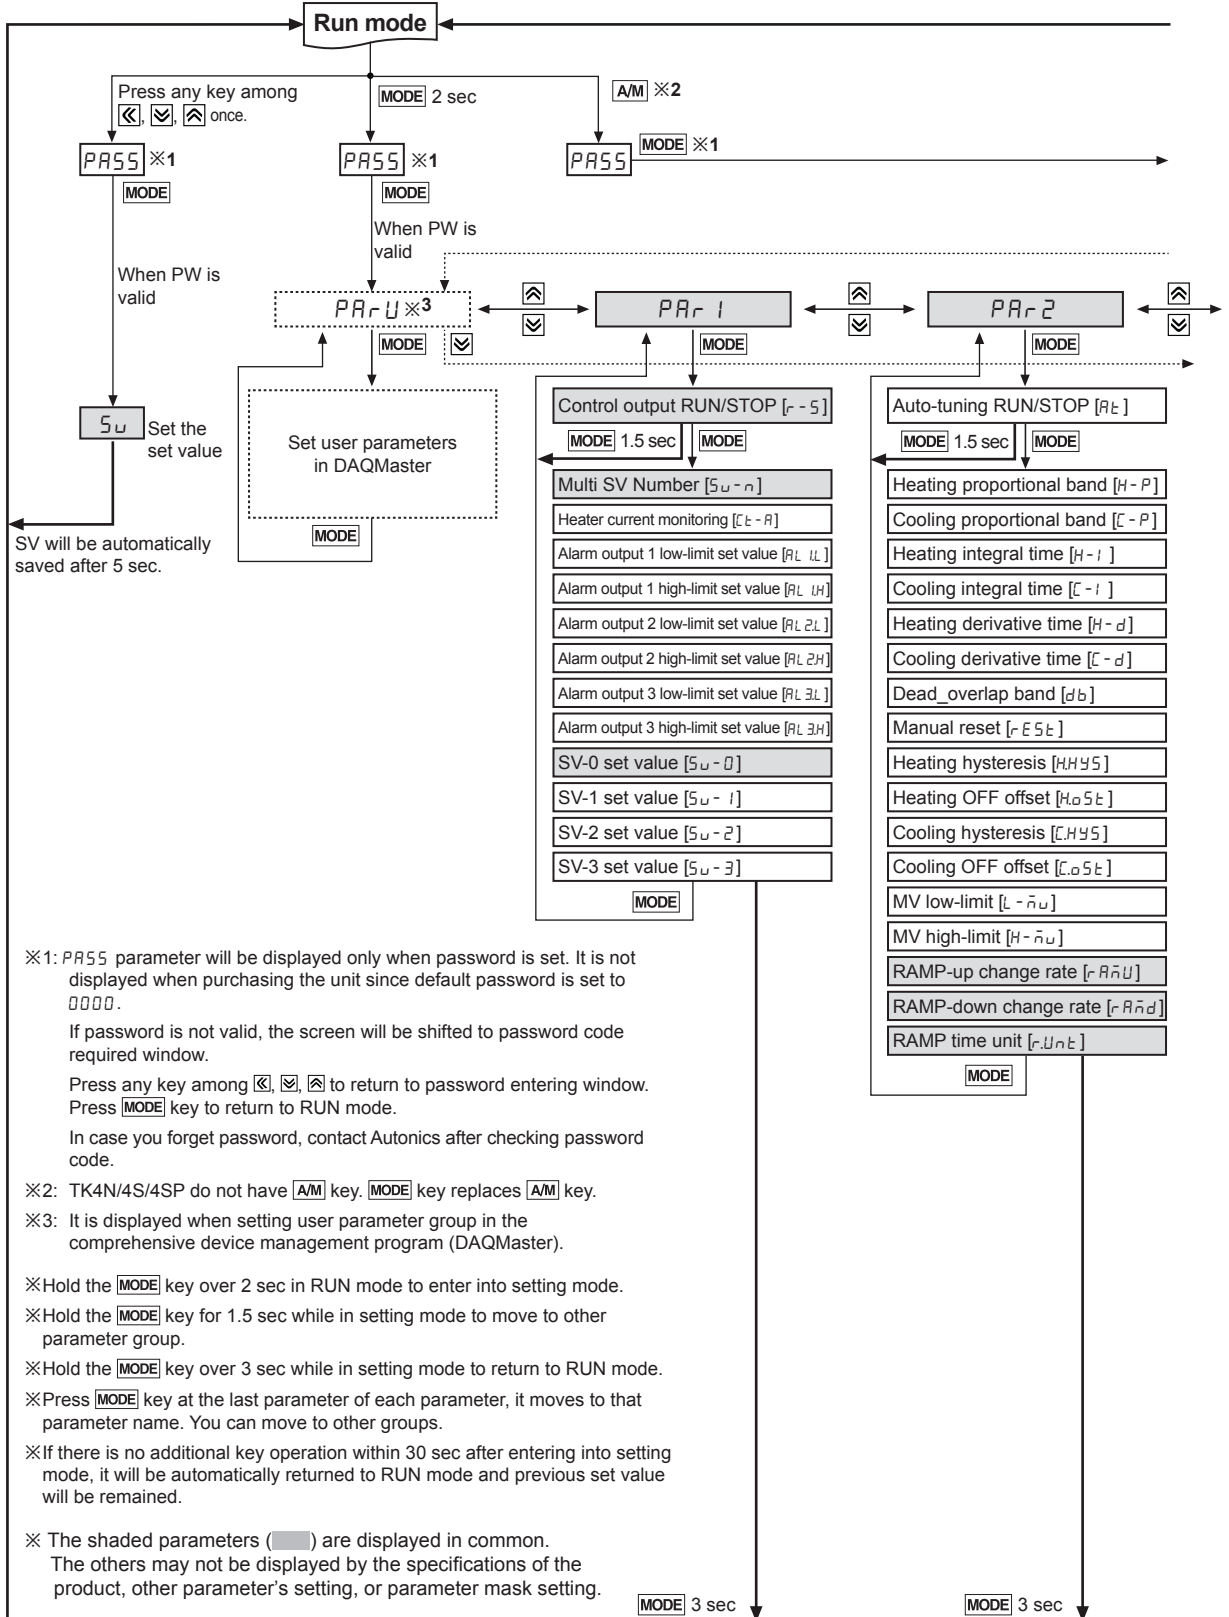 Run mode
Press any key among
«, ︾, ︽ once.
MODE 2 sec
A/M ※2
PASS ※1
PASS ※1
PASS
MODE ※1
MODE
MODE
When PW is
valid
When PW is
valid
PArU ※3
PAr1
PAr2
MODE
MODE
MODE
Su
Set the
set value
SV will be automatically
saved after 5 sec.
Set user parameters
in DAQMaster
MODE
Control output RUN/STOP [r-S]
MODE 1.5 sec
MODE
Multi SV Number [Su-n]
Heater current monitoring [Ct-A]
Alarm output 1 low-limit set value [AL1.L]
Alarm output 1 high-limit set value [AL1.H]
Alarm output 2 low-limit set value [AL2.L]
Alarm output 2 high-limit set value [AL2.H]
Alarm output 3 low-limit set value [AL3.L]
Alarm output 3 high-limit set value [AL3.H]
SV-0 set value [Su-0]
SV-1 set value [Su-1]
SV-2 set value [Su-2]
SV-3 set value [Su-3]
MODE
Auto-tuning RUN/STOP [At]
MODE 1.5 sec
MODE
Heating proportional band [H-P]
Cooling proportional band [C-P]
Heating integral time [H-I]
Cooling integral time [C-I]
Heating derivative time [H-d]
Cooling derivative time [C-d]
Dead_overlap band [db]
Manual reset [rESt]
Heating hysteresis [H.HYS]
Heating OFF offset [H.oSt]
Cooling hysteresis [C.HYS]
Cooling OFF offset [C.oSt]
MV low-limit [L-mu]
MV high-limit [H-mu]
RAMP-up change rate [rAmU]
RAMP-down change rate [rAmd]
RAMP time unit [r.Unt]
MODE
※1: PASS parameter will be displayed only when password is set. It is not
displayed when purchasing the unit since default password is set to
0000.
If password is not valid, the screen will be shifted to password code
required window.
Press any key among «, ︾, ︽ to return to password entering window.
Press MODE key to return to RUN mode.
In case you forget password, contact Autonics after checking password
code.
※2: TK4N/4S/4SP do not have A/M key. MODE key replaces A/M key.
※3: It is displayed when setting user parameter group in the
comprehensive device management program (DAQMaster).
※Hold the MODE key over 2 sec in RUN mode to enter into setting mode.
※Hold the MODE key for 1.5 sec while in setting mode to move to other
parameter group.
※Hold the MODE key over 3 sec while in setting mode to return to RUN mode.
※Press MODE key at the last parameter of each parameter, it moves to that
parameter name. You can move to other groups.
※If there is no additional key operation within 30 sec after entering into setting
mode, it will be automatically returned to RUN mode and previous set value
will be remained.
※ The shaded parameters ( ) are displayed in common.
The others may not be displayed by the specifications of the
product, other parameter's setting, or parameter mask setting.
MODE 3 sec
MODE 3 sec